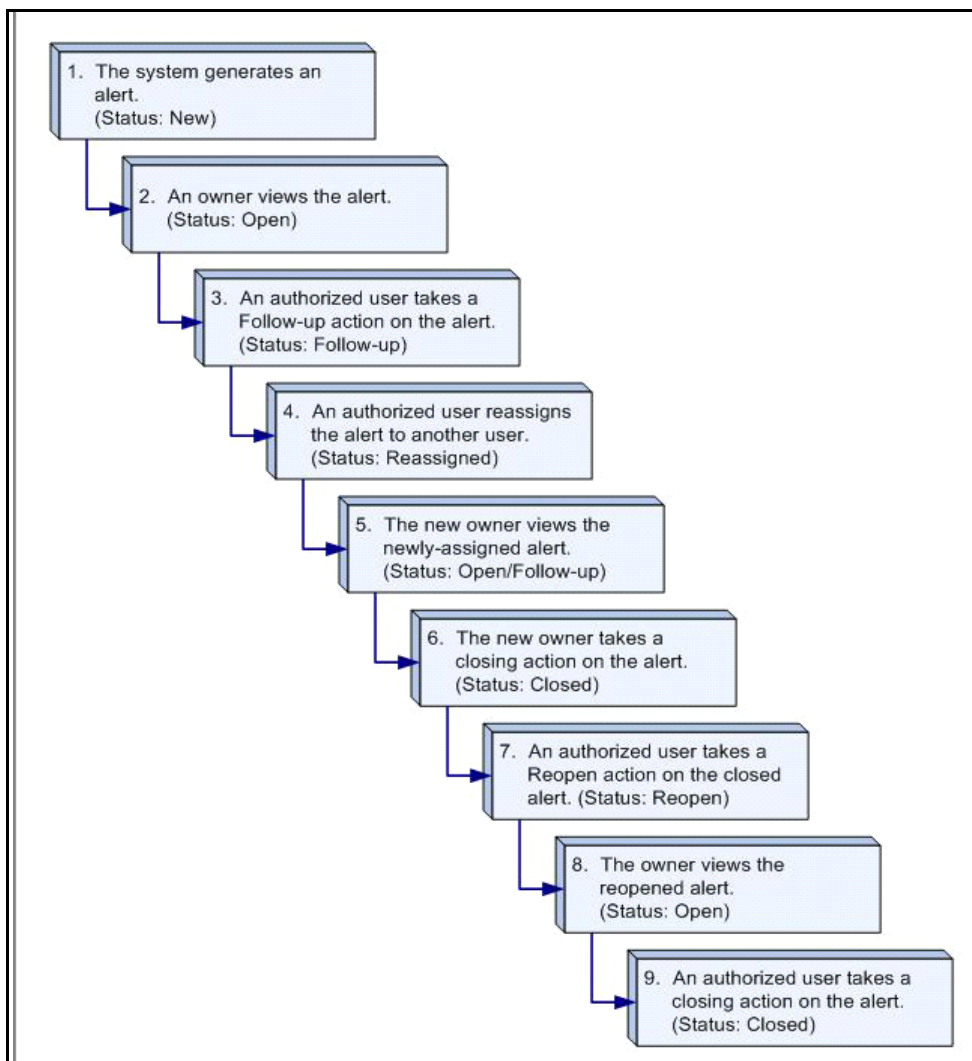 1. The system generates an
alert.
(Status: New)
2. An owner views the alert.
(Status: Open)
3. An authorized user takes a
Follow-up action on the alert.
(Status: Follow-up)
4. An authorized user reassigns
the alert to another user.
(Status: Reassigned)
5. The new owner views the
newly-assigned alert.
(Status: Open/Follow-up)
6. The new owner takes a
closing action on the alert.
(Status: Closed)
7. An authorized user takes a
Reopen action on the closed
alert. (Status: Reopen)
8. The owner views the
reopened alert.
(Status: Open)
9. An authorized user takes a
closing action on the alert.
(Status: Closed)